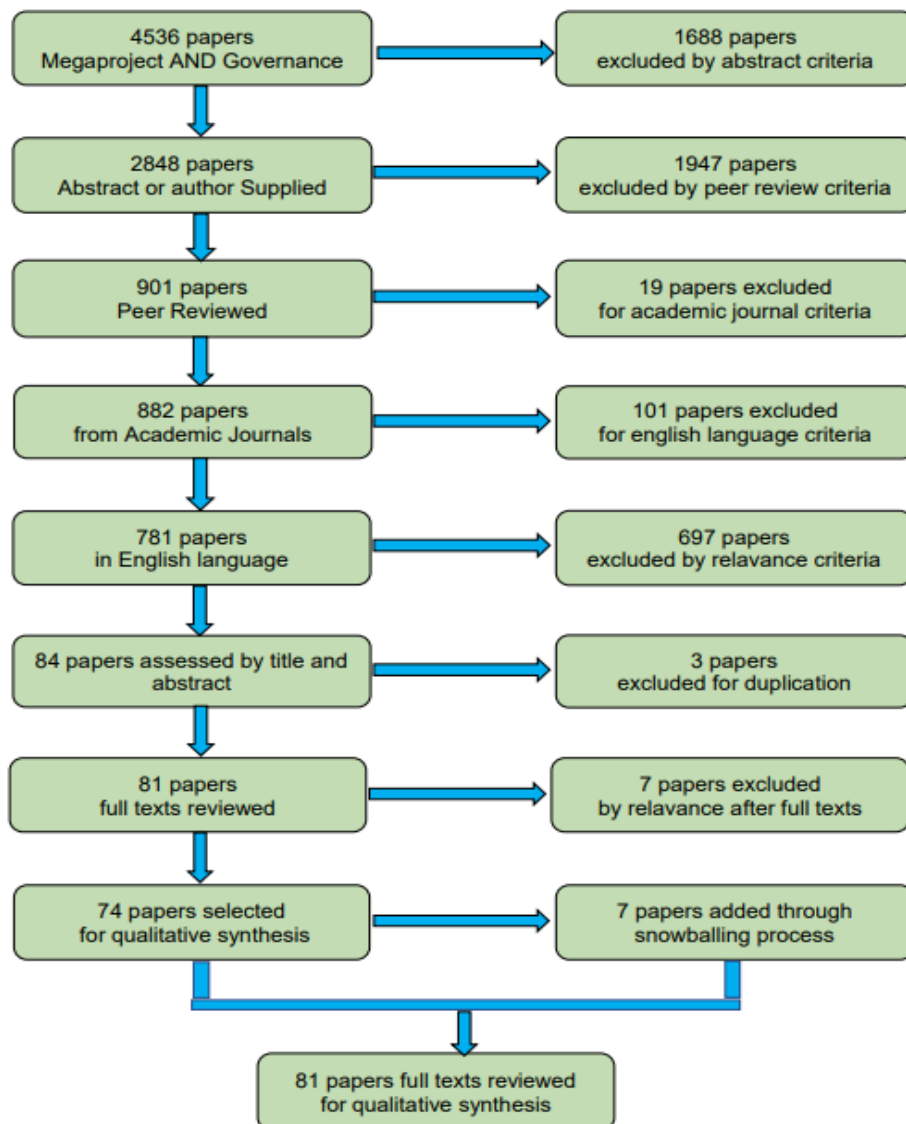 4536 papers
Megaproject AND Governance
1688 papers
excluded by abstract criteria
2848 papers
Abstract or author Supplied
1947 papers
excluded by peer review criteria
901 papers
Peer Reviewed
19 papers excluded
for academic journal criteria
882 papers
from Academic Journals
101 papers excluded
for english language criteria
781 papers
in English language
697 papers
excluded by relavance criteria
84 papers assessed by title and
abstract
3 papers
excluded for duplication
81 papers
full texts reviewed
7 papers excluded
by relavance after full texts
74 papers selected
for qualitative synthesis
7 papers added through
snowballing process
81 papers full texts reviewed
for qualitative synthesis